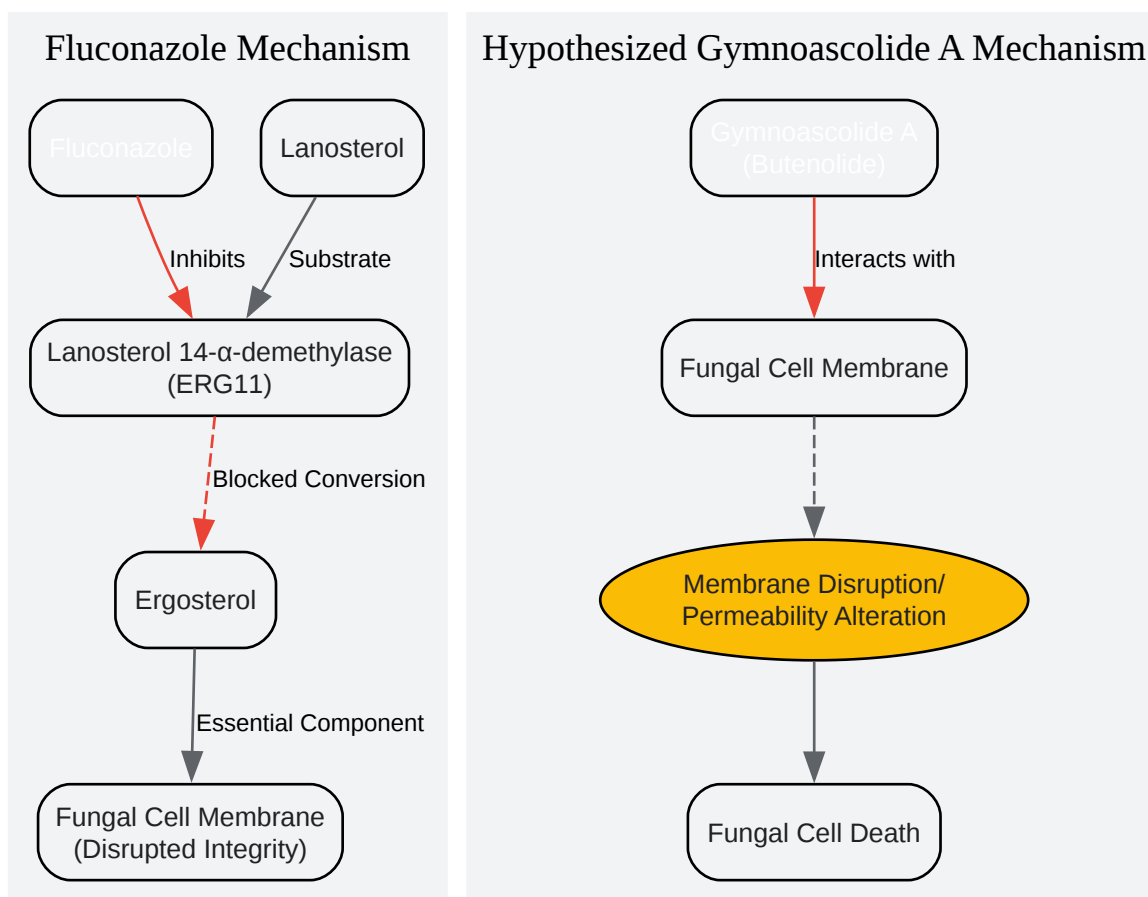 Fluconazole Mechanism
Fluconazole
Lanosterol
Inhibits
Substrate
Lanosterol 14-α-demethylase
(ERG11)
Blocked Conversion
Ergosterol
Essential Component
Fungal Cell Membrane
(Disrupted Integrity)
Hypothesized Gymnoascolide A Mechanism
Gymnoascolide A
(Butenolide)
Interacts with
Fungal Cell Membrane
Membrane Disruption/
Permeability Alteration
Fungal Cell Death